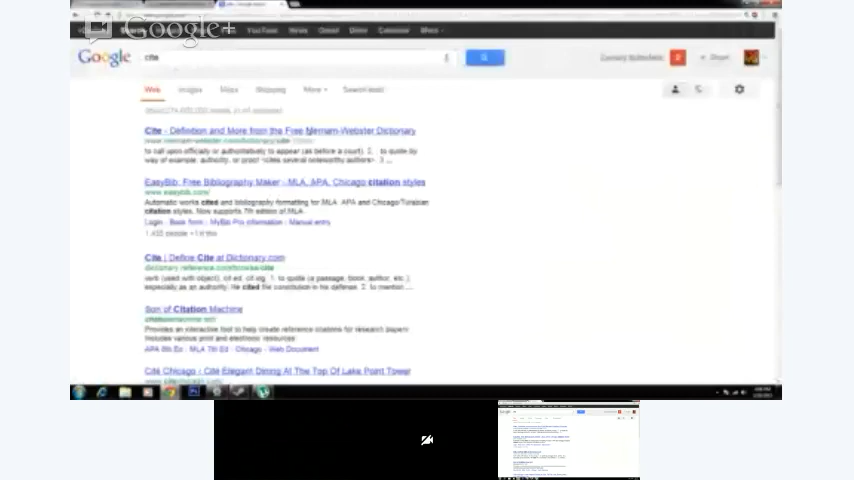 Google+
YouTube News Gmail Drive Calendar More
Google cite
Web Images Maps Shopping More Search tools
Cite - Definition and More from the Free Merriam-Webster Dictionary
to call upon officially or authoritatively to appear (as before a court). 2. to quote by
way of example, authority, or proof <cites several noteworthy authors> 3 ...
EasyBib: Free Bibliography Maker - MLA, APA, Chicago citation styles
www.easybib.com/
Automatic works cited and bibliography formatting for MLA, APA and Chicago/Turabian
citation styles. Now supports 7th edition of MLA.
Login - Book form - MyBib Pro information - Manual entry
Cite | Define Cite at Dictionary.com
dictionary.reference.com/browse/cite
verb (used with object), cit·ed, cit·ing. 1. to quote (a passage, book, author, etc.),
especially as an authority: He cited the Constitution in his defense. 2. to mention ...
Son of Citation Machine
citationmachine.net/
Provides an interactive tool to help create reference citations for research papers.
Includes various print and electronic resources.
APA 6th Ed - MLA 7th Ed - Chicago - Web Document
Cité Chicago | Cité Elegant Dining At The Top Of Lake Point Tower